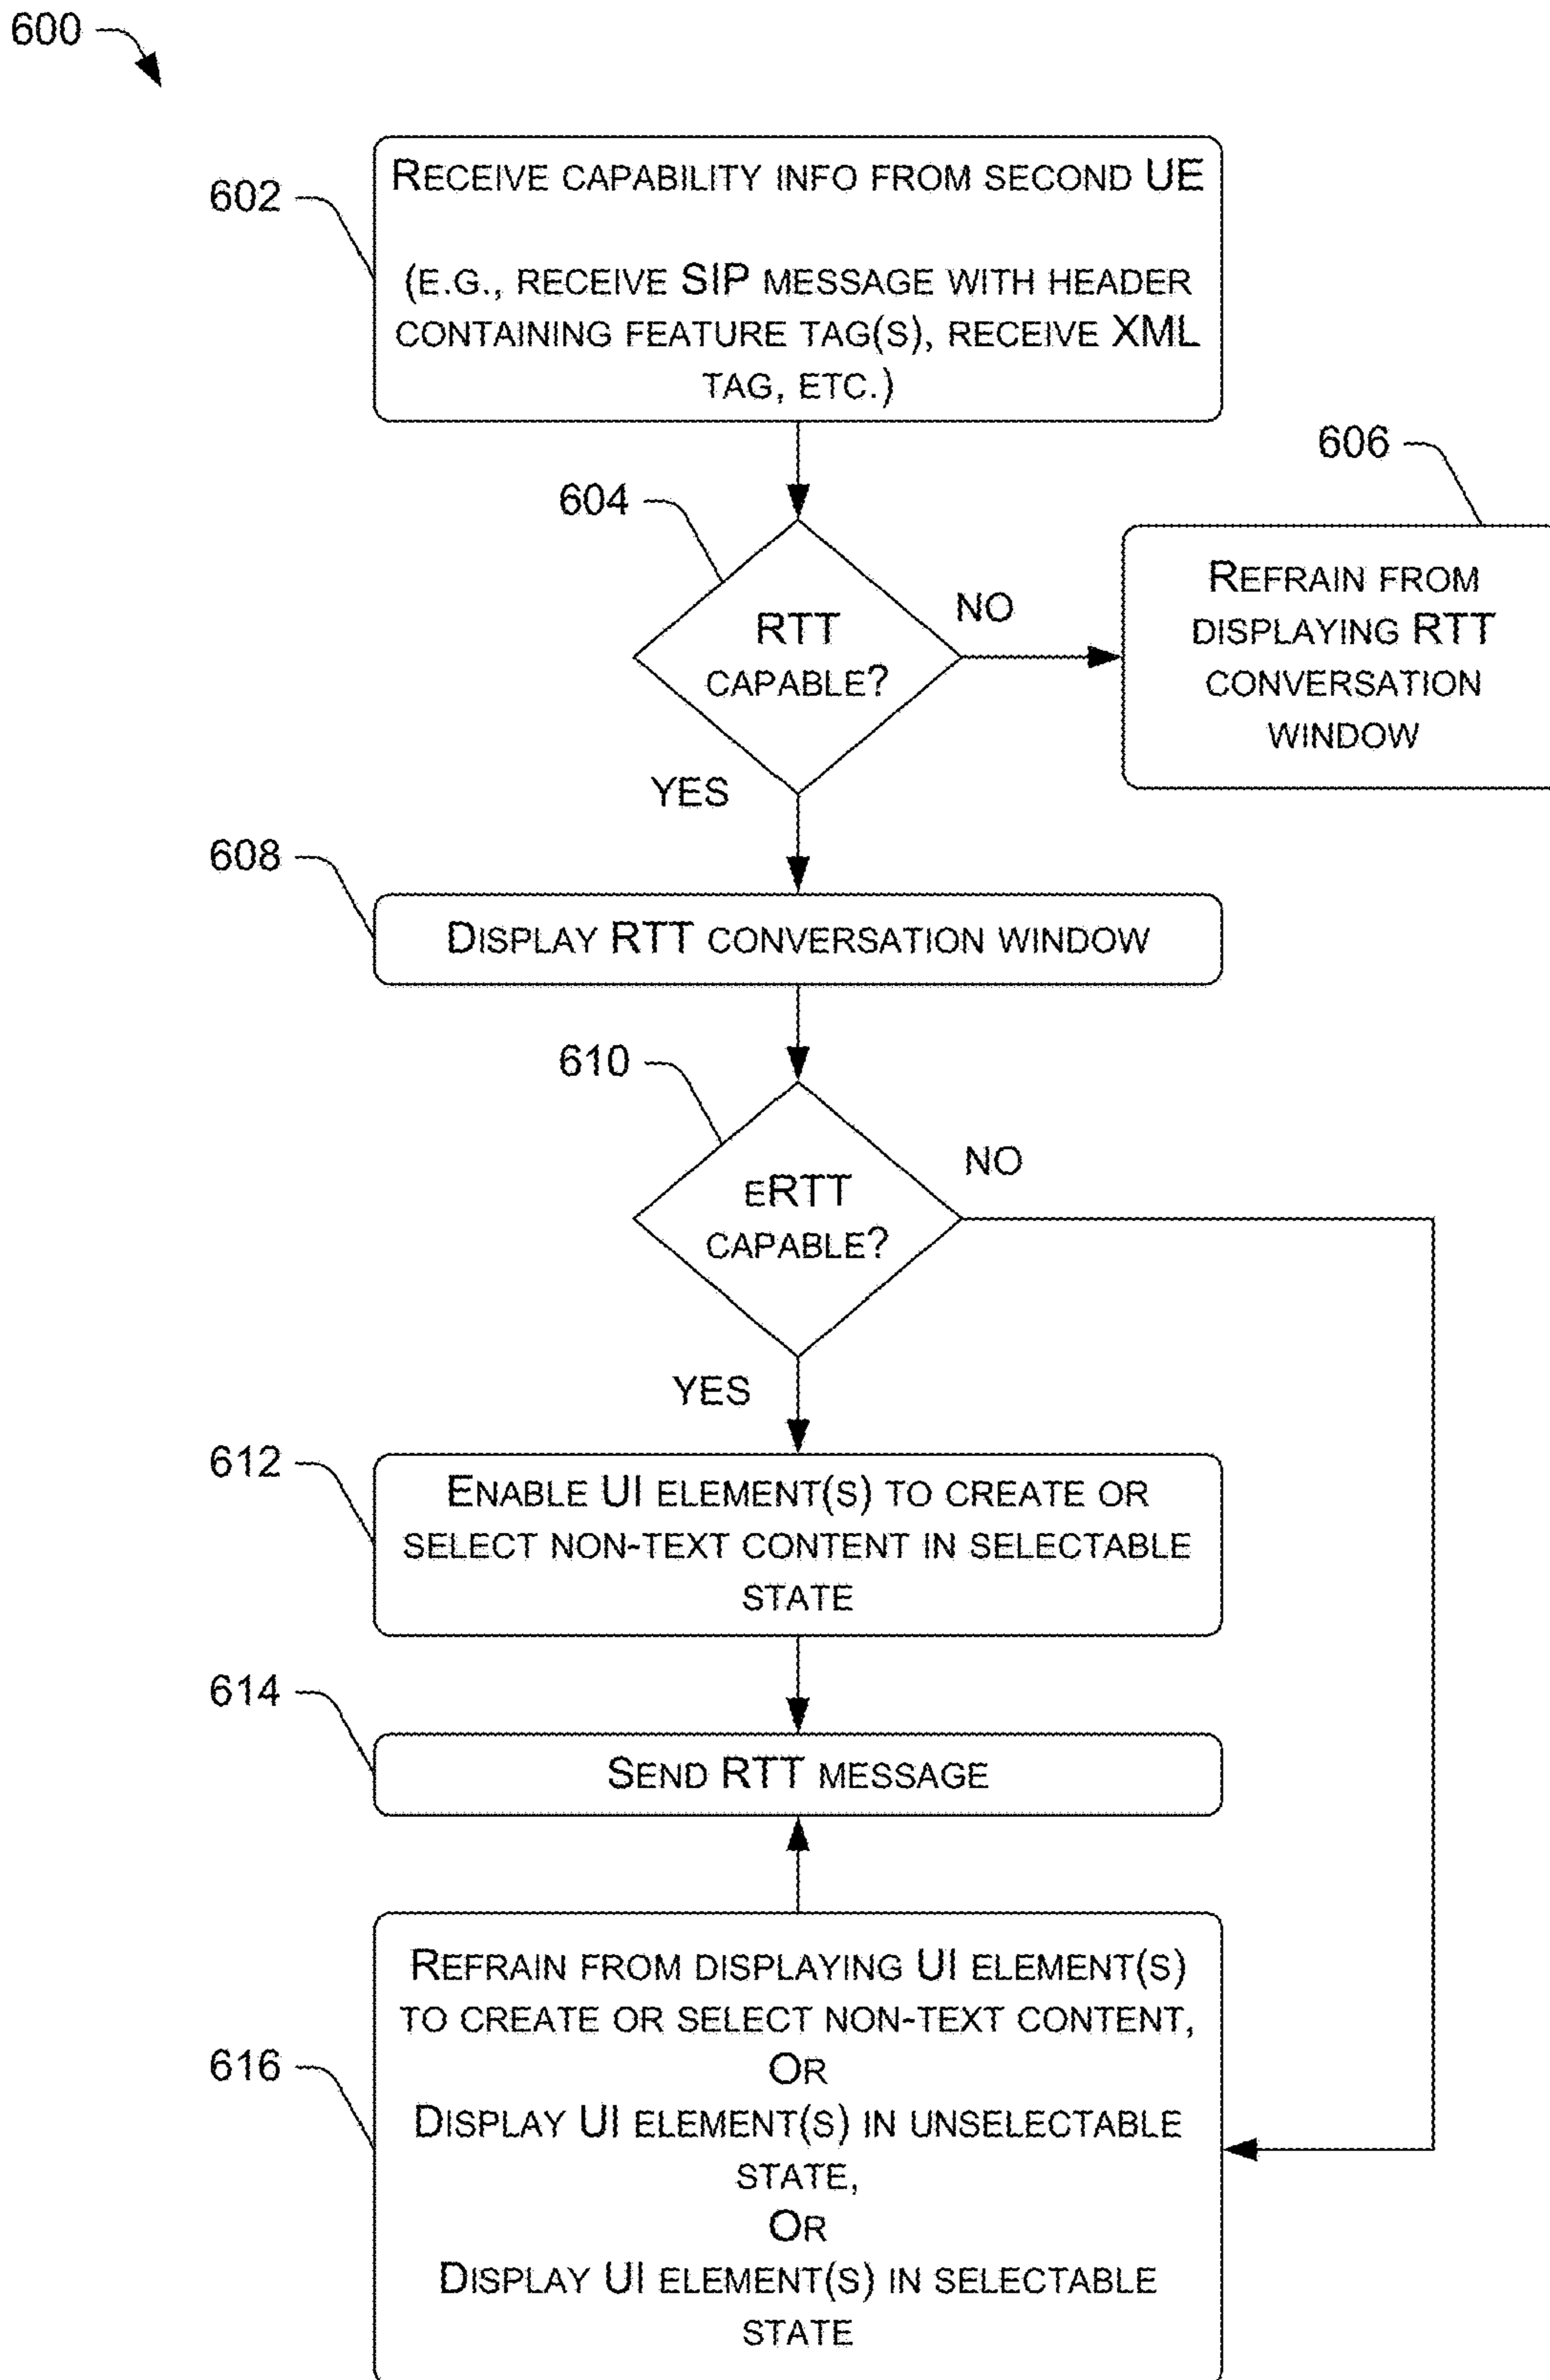 600
602
RECEIVE CAPABILITY INFO FROM SECOND UE
(E.G., RECEIVE SIP MESSAGE WITH HEADER
CONTAINING FEATURE TAG(S), RECEIVE XML
TAG, ETC.)
604
RTT
CAPABLE?
NO
606
REFRAIN FROM
DISPLAYING RTT
CONVERSATION
WINDOW
YES
608
DISPLAY RTT CONVERSATION WINDOW
610
ERTT
CAPABLE?
NO
YES
612
ENABLE UI ELEMENT(S) TO CREATE OR
SELECT NON-TEXT CONTENT IN SELECTABLE
STATE
614
SEND RTT MESSAGE
616
REFRAIN FROM DISPLAYING UI ELEMENT(S)
TO CREATE OR SELECT NON-TEXT CONTENT,
OR
DISPLAY UI ELEMENT(S) IN UNSELECTABLE
STATE,
OR
DISPLAY UI ELEMENT(S) IN SELECTABLE
STATE